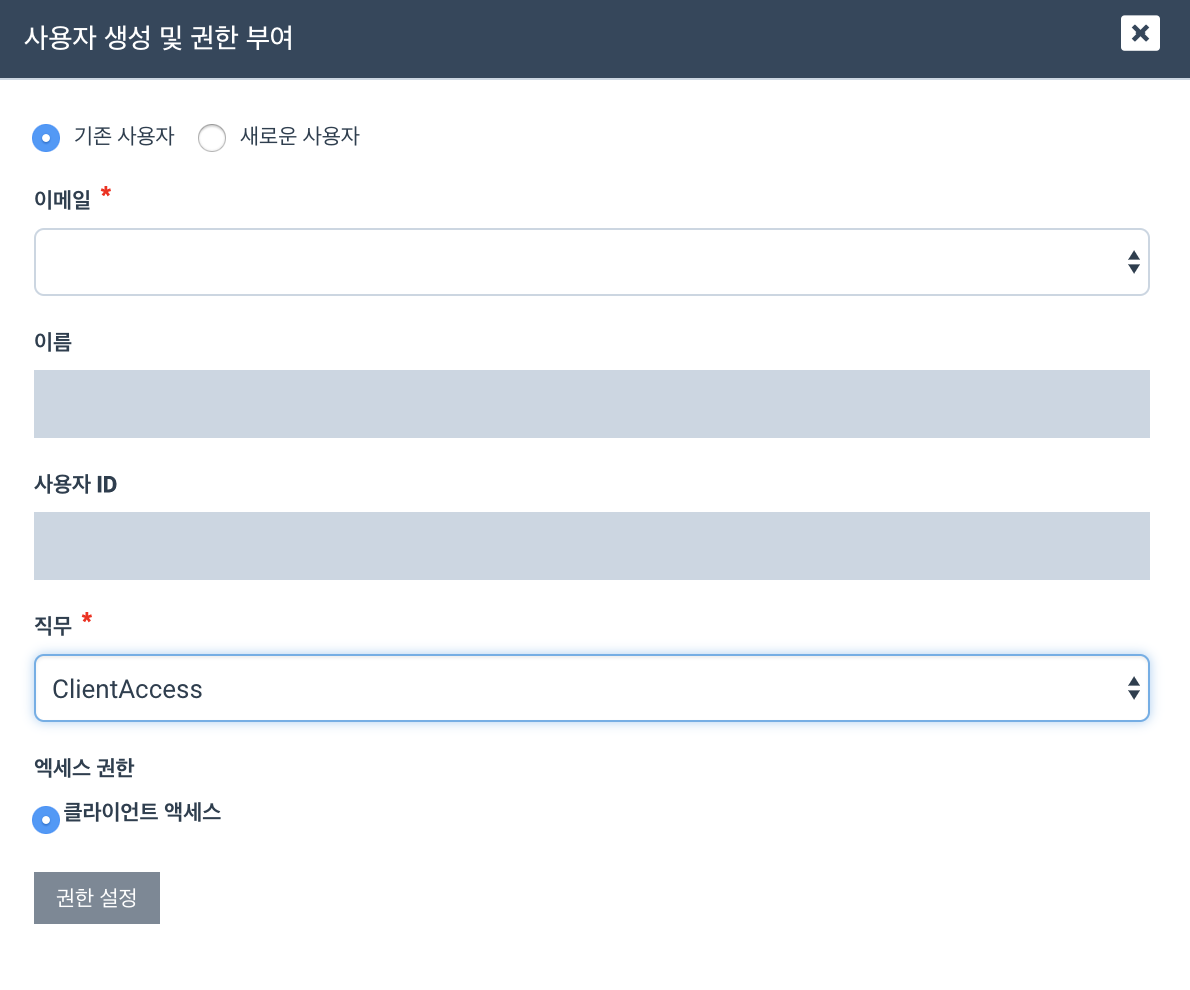 사용자 생성 및 권한 부여
기존 사용자 새로운 사용자
이메일 *
이름
사용자 ID
직무 *
ClientAccess
엑세스 권한
클라이언트 액세스
권한 설정